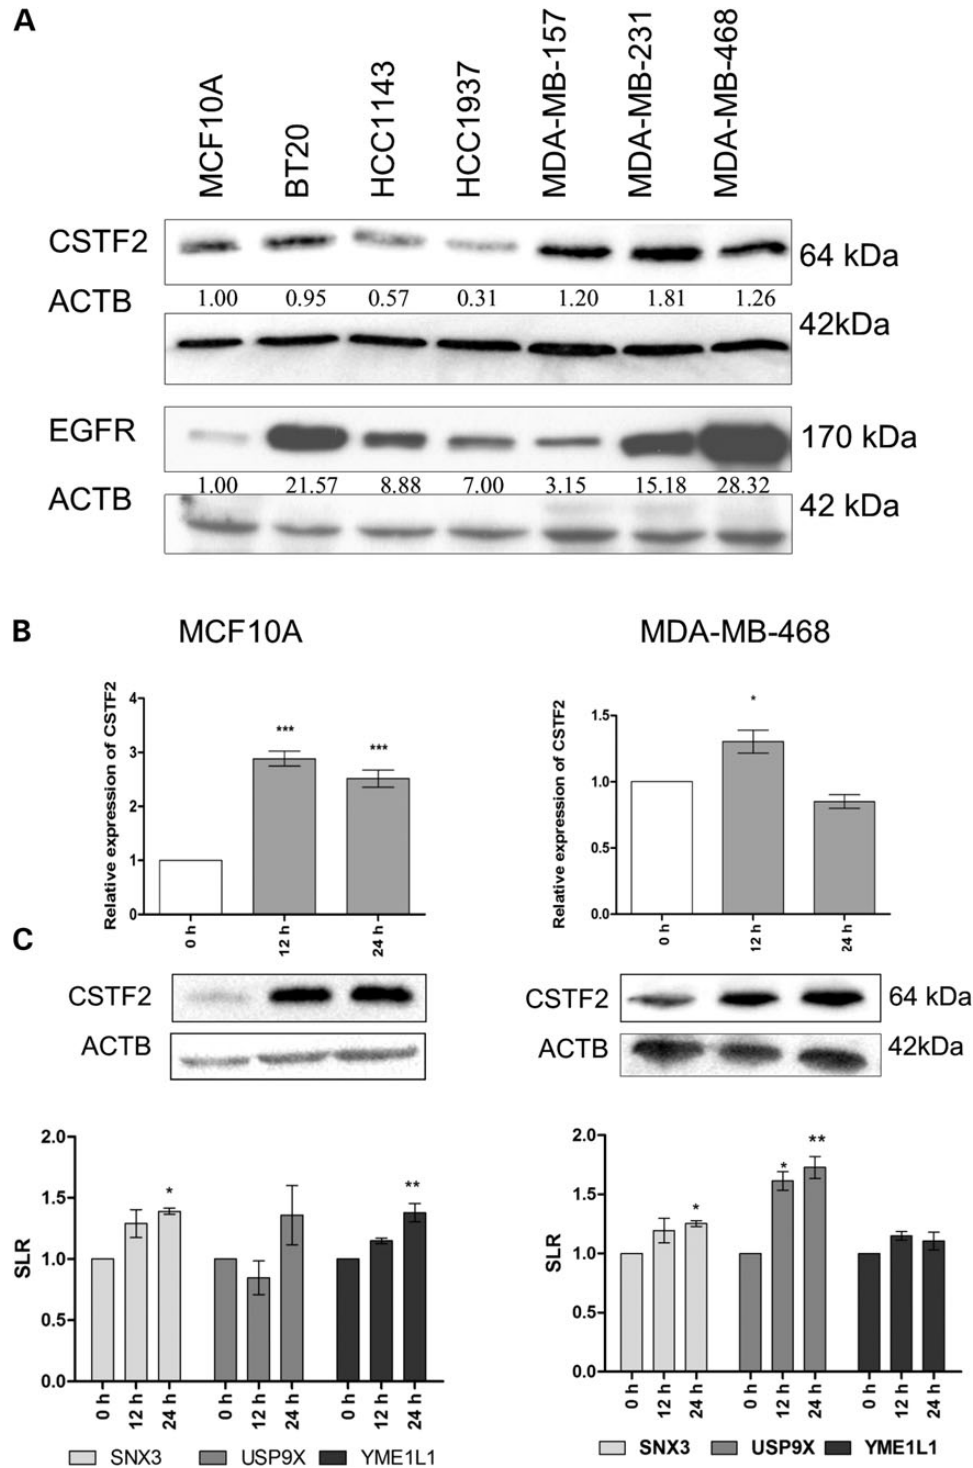 A
MCF10A
BT20
HCC1143
HCC1937
MDA-MB-157
MDA-MB-231
MDA-MB-468
CSTF2
64 kDa
1.00 0.95 0.57 0.31 1.20 1.81 1.26
ACTB
42kDa
EGFR
170 kDa
1.00 21.57 8.88 7.00 3.15 15.18 28.32
ACTB
42 kDa
B
MCF10A
Relative expression of CSTF2
4
3
2
1
0
***
***
0 h 12 h 24 h
MDA-MB-468
Relative expression of CSTF2
1.5
1.0
0.5
0.0
*
0 h 12 h 24 h
C
CSTF2
ACTB
CSTF2 64 kDa
ACTB 42kDa
SLR
2.0
1.5
1.0
0.5
0.0
*
**
0 h 12 h 24 h 0 h 12 h 24 h 0 h 12 h 24 h
SNX3 USP9X YME1L1
SLR
2.0
1.5
1.0
0.5
0.0
*
*
**
0 h 12 h 24 h 0 h 12 h 24 h 0 h 12 h 24 h
SNX3 USP9X YME1L1